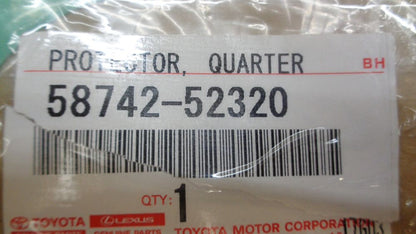 PROTECTOR, QUARTER
BH
58742-52320
QTY: 1
TOYOTA LEXUS
TOYOTA MOTOR CORPORATION